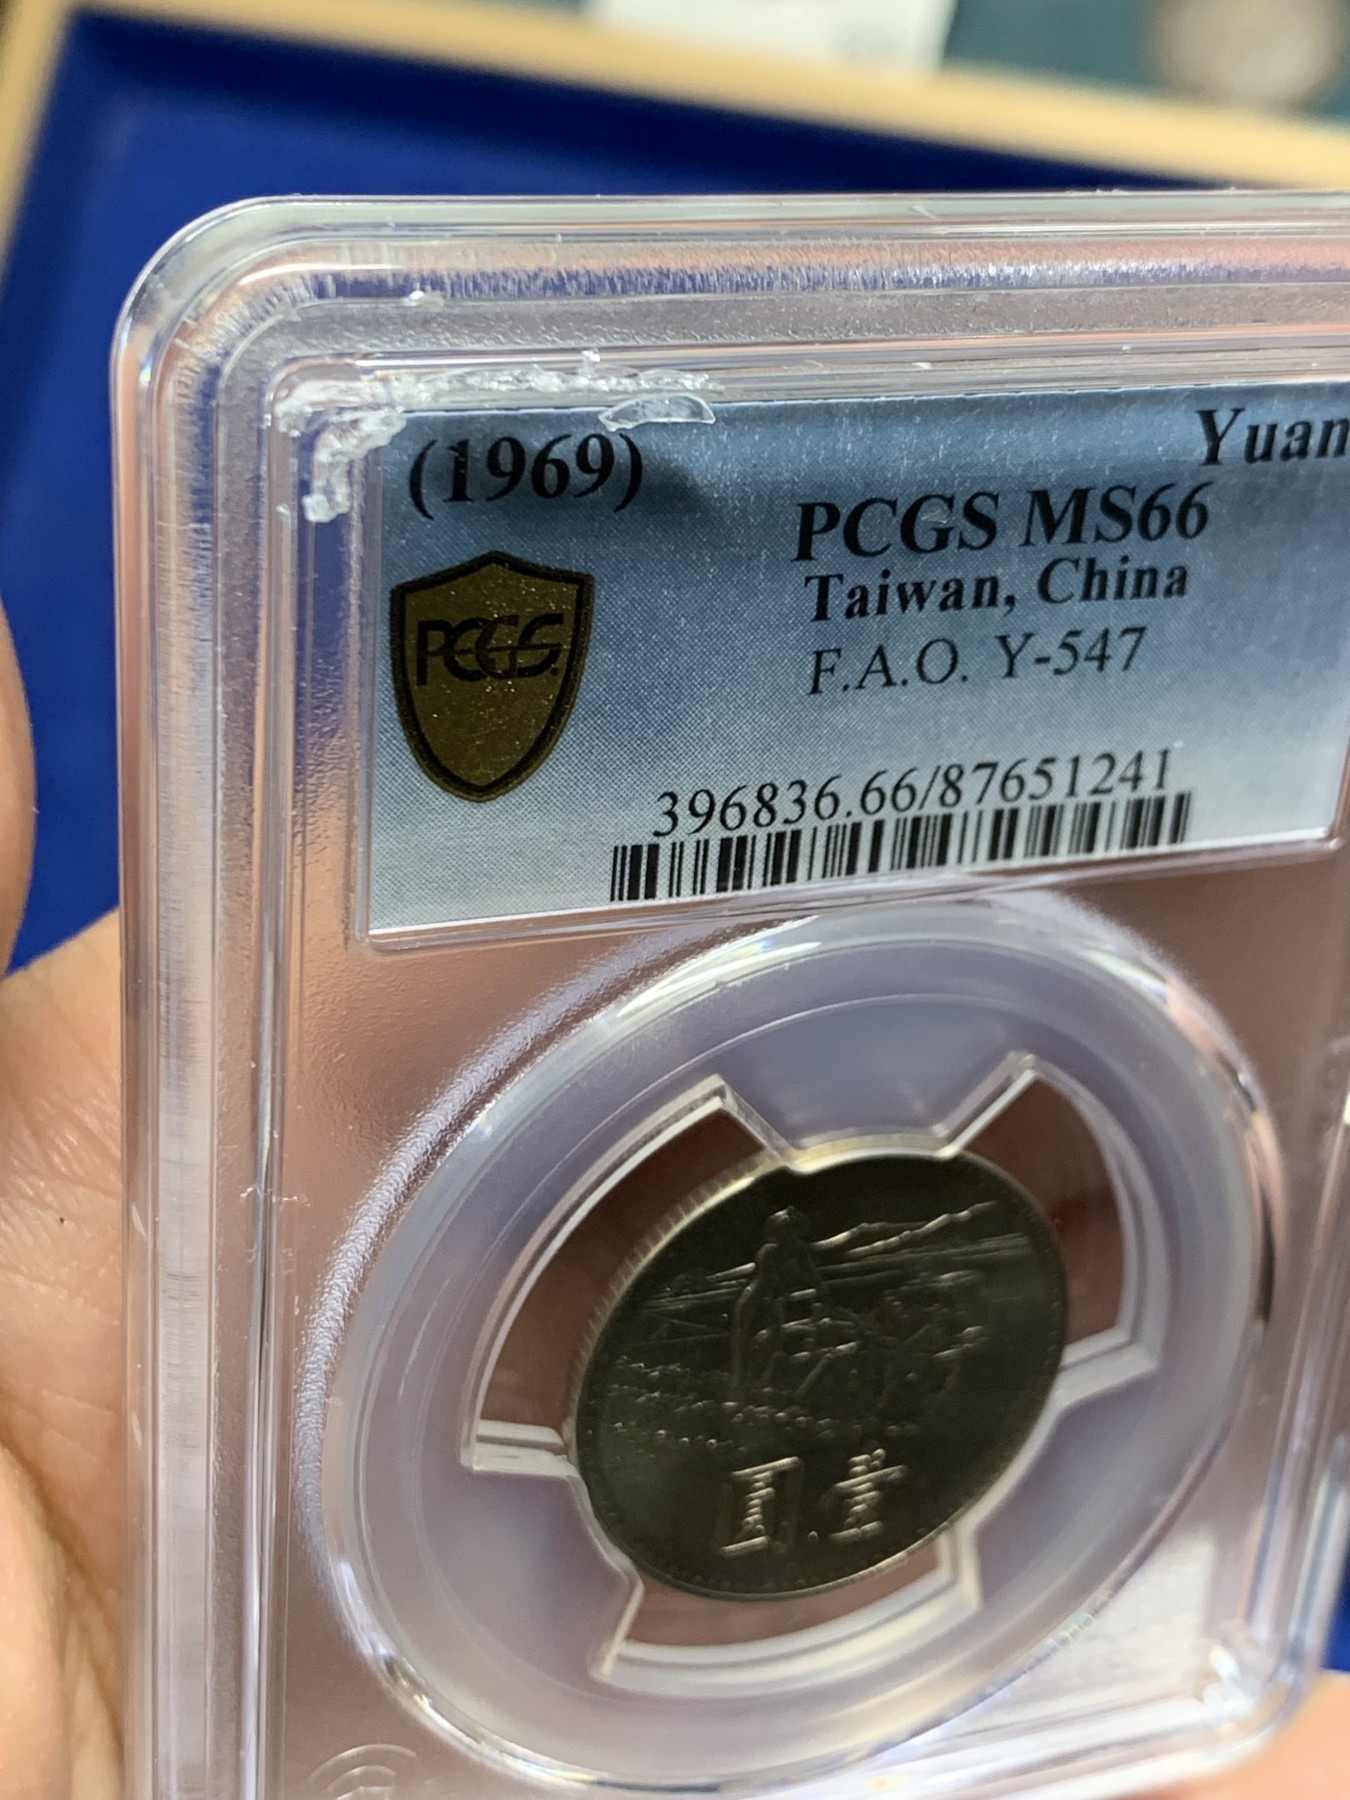 (1969) Yuan
PCGS MS66
Taiwan, China
F.A.O. Y-547
PCGS
396836.66/87651241
圓壹